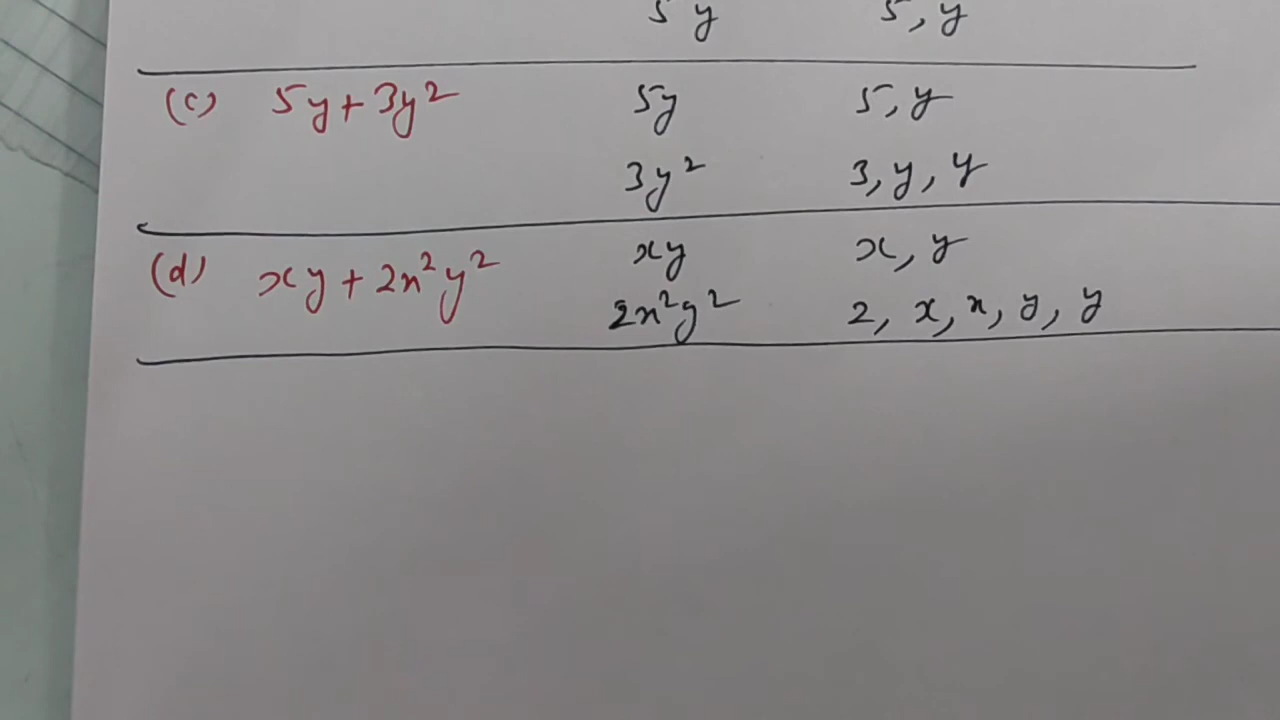 5y 5, y
(c) 5y + 3y² 5y 5, y
3y² 3, y, y
(d) xy + 2x²y² xy x, y
2x²y² 2, x, x, y, y